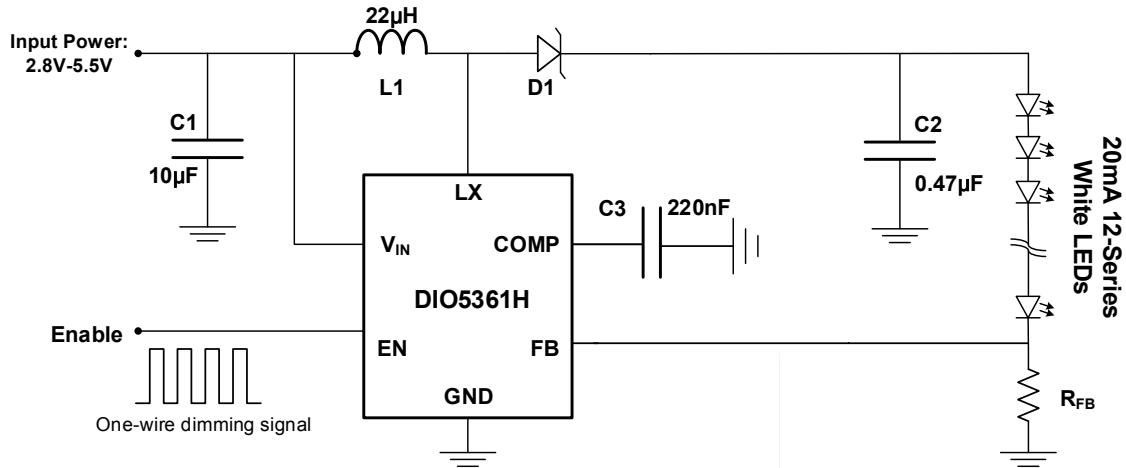 22µH
Input Power:
2.8V-5.5V
L1
D1
C1
10µF
C2
0.47µF
20mA 12-Series
White LEDs
LX
C3
220nF
VIN
COMP
DIO5361H
Enable
EN
FB
GND
RFB
One-wire dimming signal